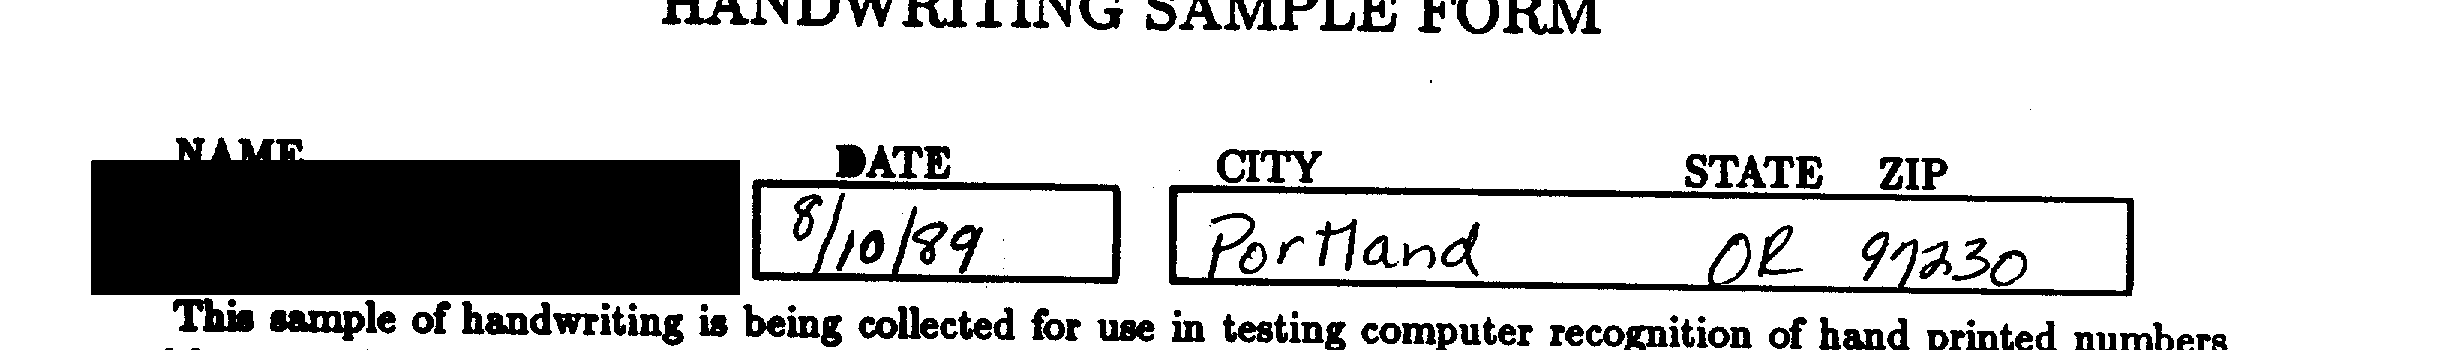 HANDWRITING SAMPLE FORM
NAME DATE CITY STATE ZIP
8/10/89 Portland OR 97230
This sample of handwriting is being collected for use in testing computer recognition of hand printed numbers